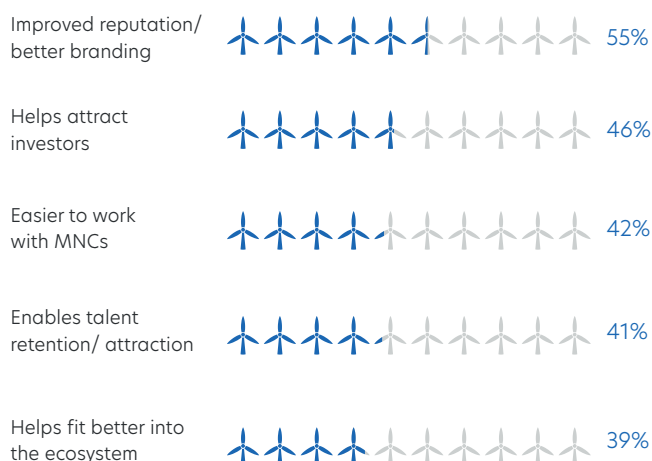 Improved reputation/
better branding
55%
Helps attract
investors
46%
Easier to work
with MNCs
42%
Enables talent
retention/ attraction
41%
Helps fit better into
the ecosystem
39%